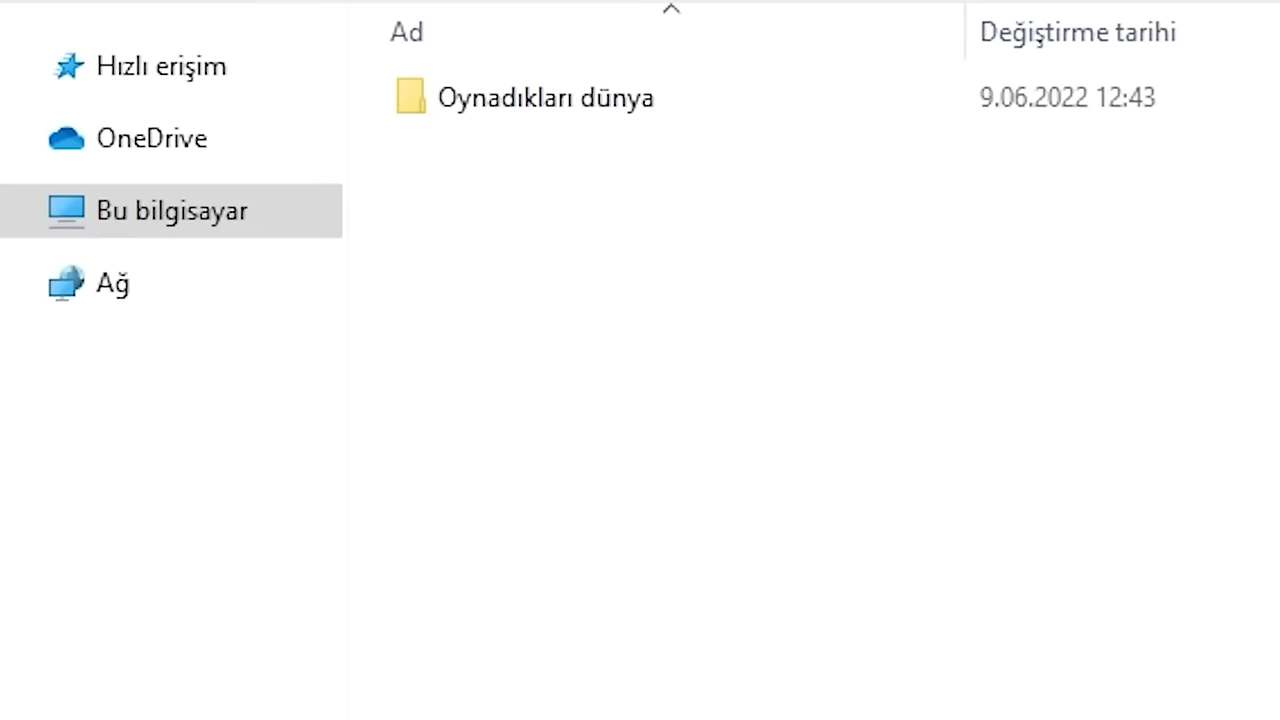 Ad
Değiştirme tarihi
Hızlı erişim
Oynadıkları dünya
9.06.2022 12:43
OneDrive
Bu bilgisayar
Ağ